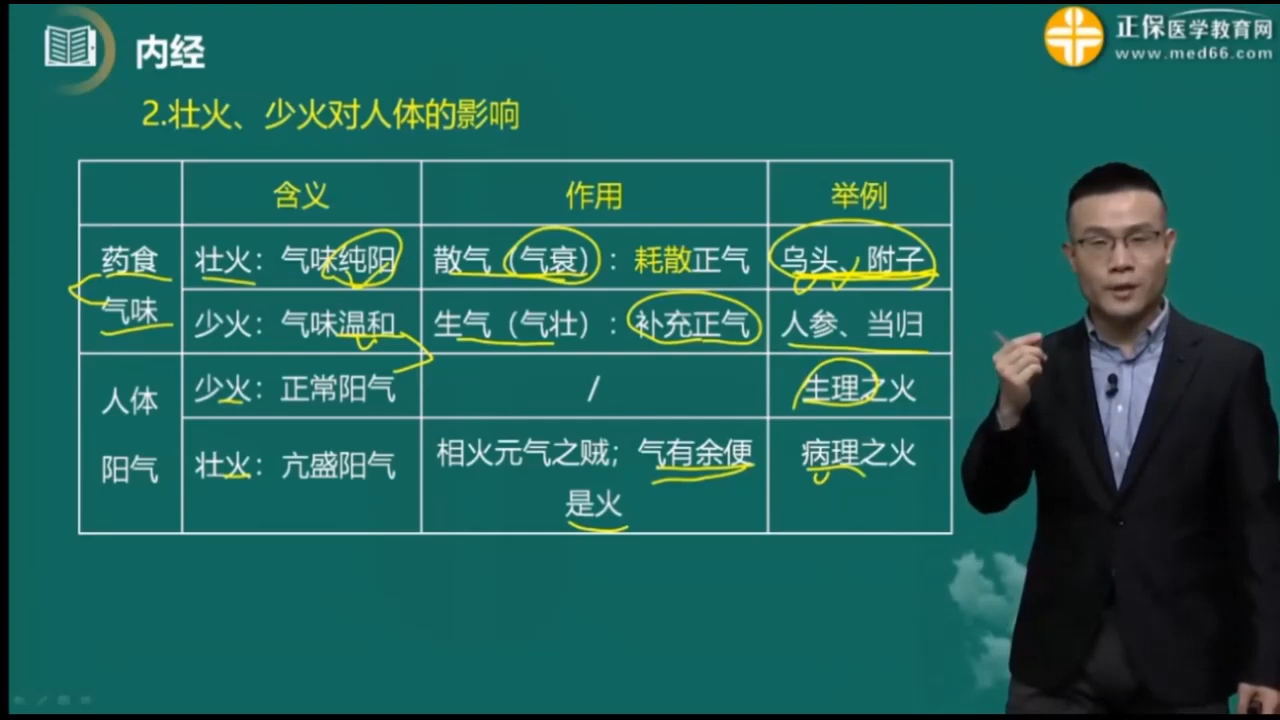 内经
正保医学教育网
www.med66.com
2.壮火、少火对人体的影响
含义 作用 举例
药食
气味
壮火：气味纯阳 散气（气衰）：耗散正气 乌头、附子
少火：气味温和 生气（气壮）：补充正气 人参、当归
人体
阳气
少火：正常阳气 / 生理之火
壮火：亢盛阳气 相火元气之贼；气有余便
是火
病理之火